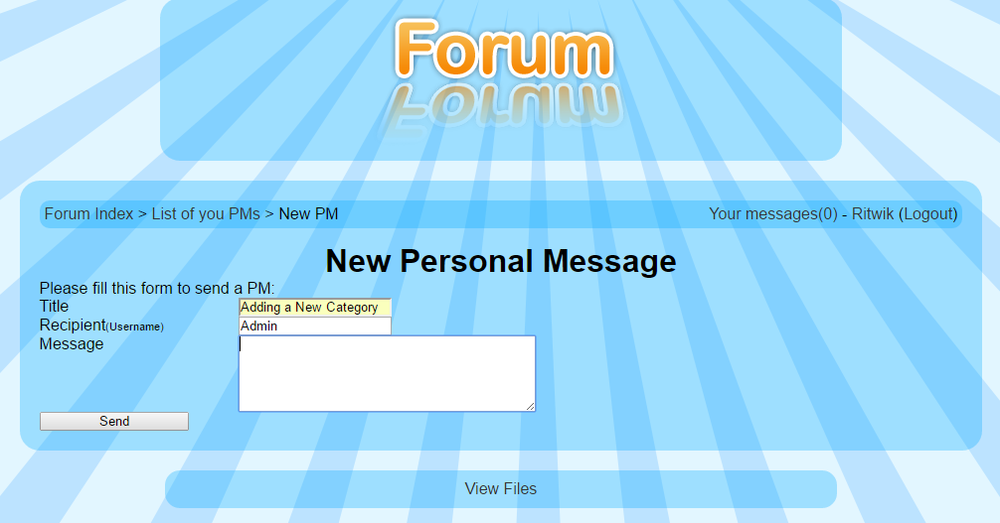 Forum
Forum Index > List of you PMs > New PM Your messages(0) - Ritwik (Logout)
New Personal Message
Please fill this form to send a PM:
Title Adding a New Category
Recipient(Username) Admin
Message
Send
View Files